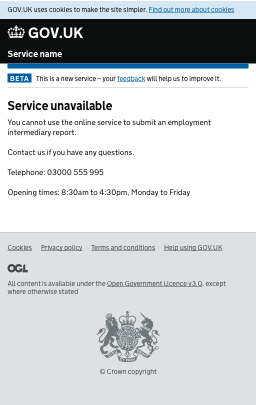 GOV.UK uses cookies to make the site simpler. Find out more about cookies
GOV.UK
Service name
BETA This is a new service – your feedback will help us to improve it.
Service unavailable
You cannot use the online service to submit an employment
intermediary report.
Contact us if you have any questions.
Telephone: 03000 555 995
Opening times: 8:30am to 4:30pm, Monday to Friday
Cookies Privacy policy Terms and conditions Help using GOV.UK
OGL
All content is available under the Open Government Licence v3.0, except
where otherwise stated
© Crown copyright